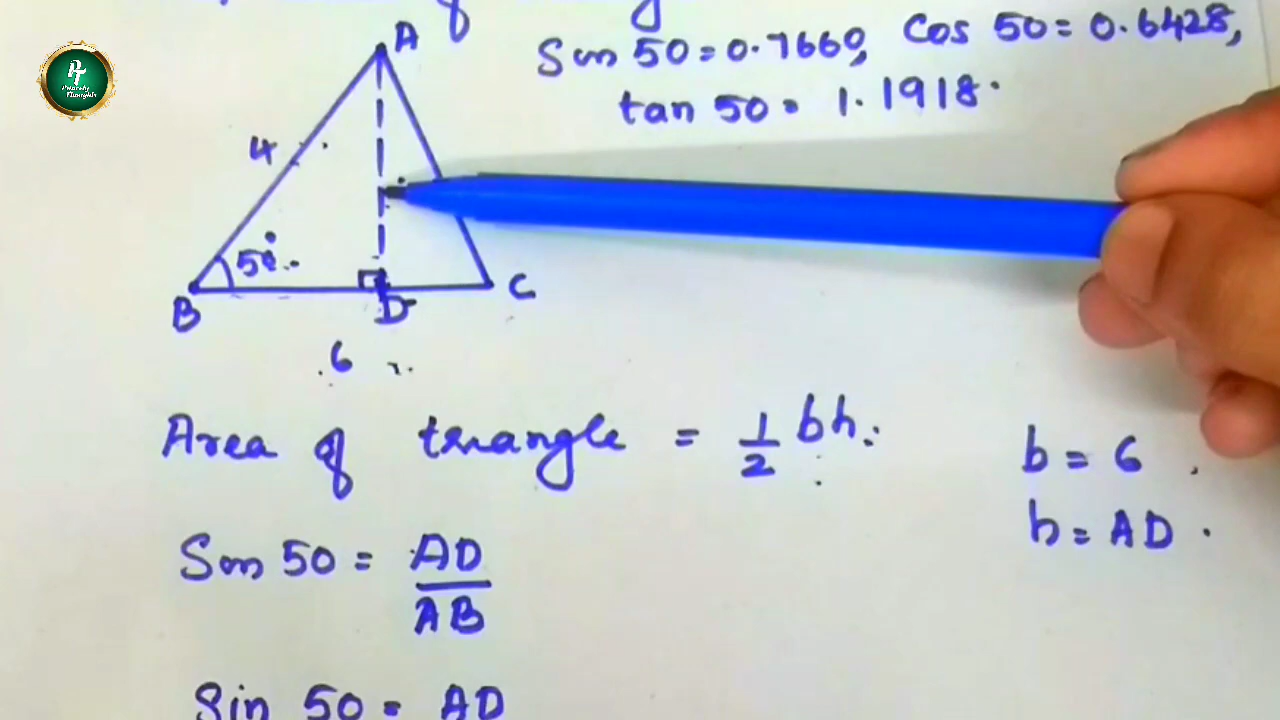 of
Sin 50 = 0.7660, Cos 50 = 0.6428,
tan 50 = 1.1918.
A
4
50°
B
D
C
6
Area of triangle = 1/2 bh.
b = 6
h = AD
Sin 50 = AD/AB
Sin 50 = AD